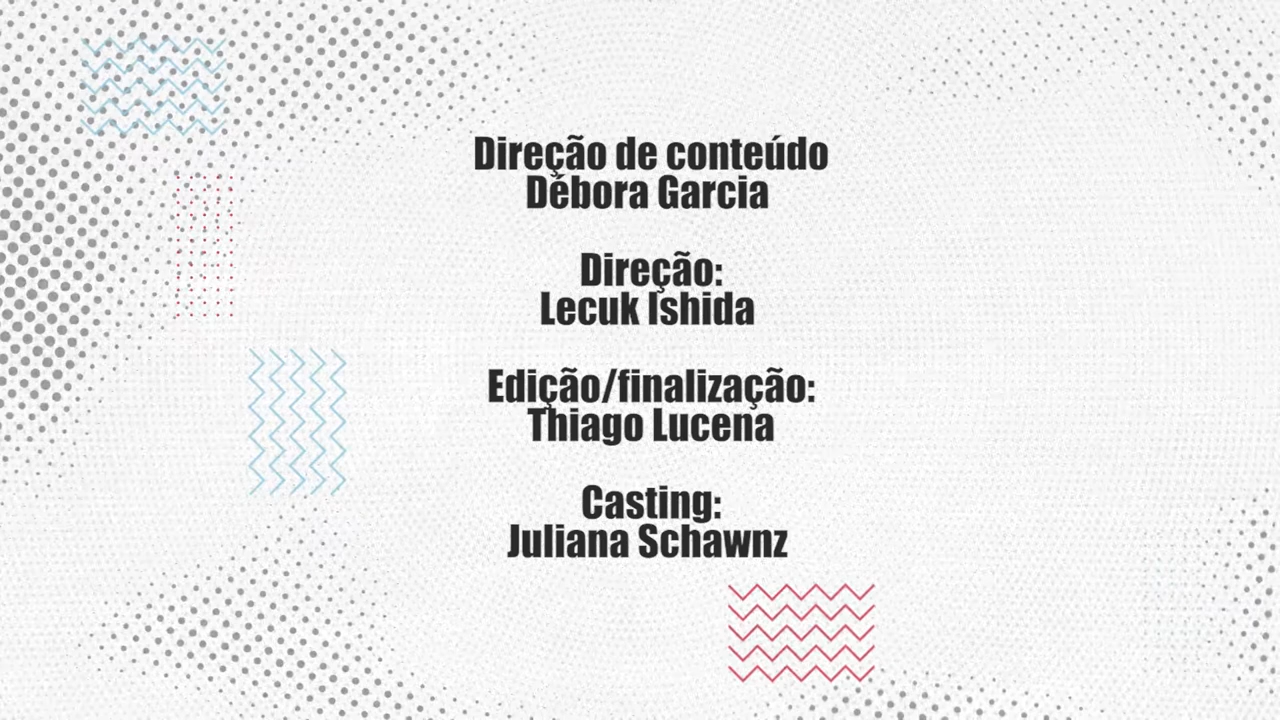 Direção de conteúdo
Débora Garcia
Direção:
Lecuk Ishida
Edição/finalização:
Thiago Lucena
Casting:
Juliana Schawnz